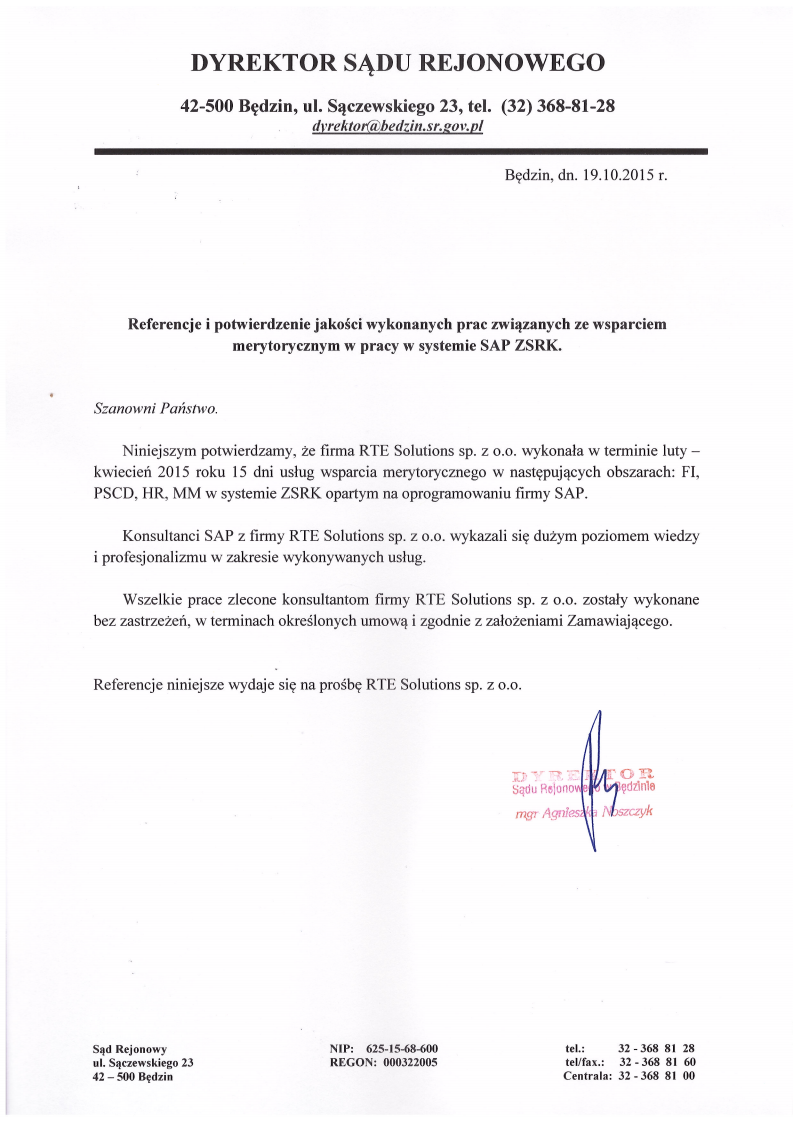 DYREKTOR SĄDU REJONOWEGO
42-500 Będzin, ul. Sączewskiego 23, tel. (32) 368-81-28
dyrektor@bedzin.sr.gov.pl
Będzin, dn. 19.10.2015 r.
Referencje i potwierdzenie jakości wykonanych prac związanych ze wsparciem
merytorycznym w pracy w systemie SAP ZSRK.
Szanowni Państwo.
Niniejszym potwierdzamy, że firma RTE Solutions sp. z o.o. wykonała w terminie luty –
kwiecień 2015 roku 15 dni usług wsparcia merytorycznego w następujących obszarach: FI,
PSCD, HR, MM w systemie ZSRK opartym na oprogramowaniu firmy SAP.
Konsultanci SAP z firmy RTE Solutions sp. z o.o. wykazali się dużym poziomem wiedzy
i profesjonalizmu w zakresie wykonywanych usług.
Wszelkie prace zlecone konsultantom firmy RTE Solutions sp. z o.o. zostały wykonane
bez zastrzeżeń, w terminach określonych umową i zgodnie z założeniami Zamawiającego.
Referencje niniejsze wydaje się na prośbę RTE Solutions sp. z o.o.
DYREKTOR
Sądu Rejonowego w Będzinie
mgr Agnieszka Noszczyk
Sąd Rejonowy NIP: 625-15-68-600 tel.: 32 - 368 81 28
ul. Sączewskiego 23 REGON: 000322005 tel/fax.: 32 - 368 81 60
42 – 500 Będzin Centrala: 32 - 368 81 00